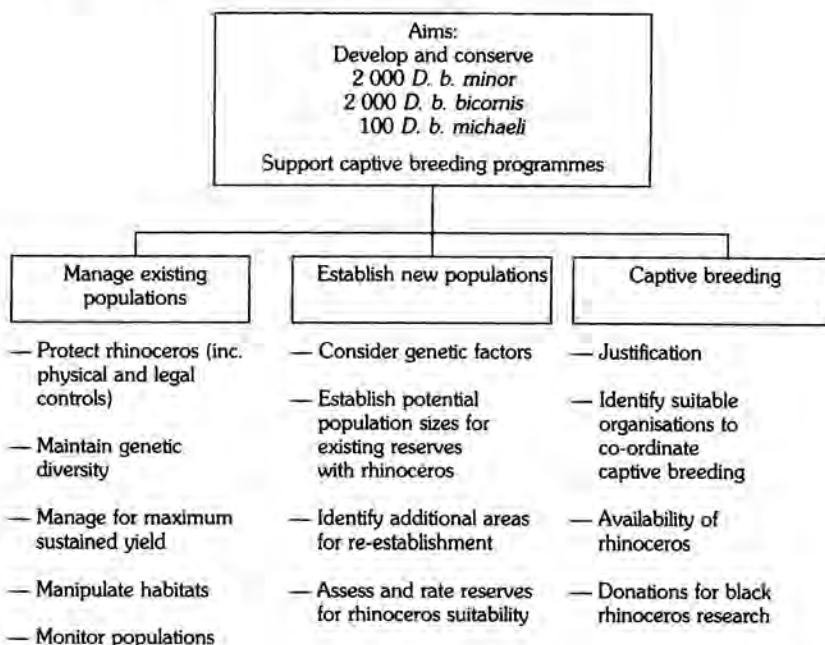 Aims:
Develop and conserve
2 000 D. b. minor
2 000 D. b. bicornis
100 D. b. michaeli
Support captive breeding programmes
Manage existing
populations
— Protect rhinoceros (inc.
physical and legal
controls)
— Maintain genetic
diversity
— Manage for maximum
sustained yield
— Manipulate habitats
— Monitor populations
Establish new populations
— Consider genetic factors
— Establish potential
population sizes for
existing reserves
with rhinoceros
— Identify additional areas
for re-establishment
— Assess and rate reserves
for rhinoceros suitability
Captive breeding
— Justification
— Identify suitable
organisations to
co-ordinate
captive breeding
— Availability of
rhinoceros
— Donations for black
rhinoceros research